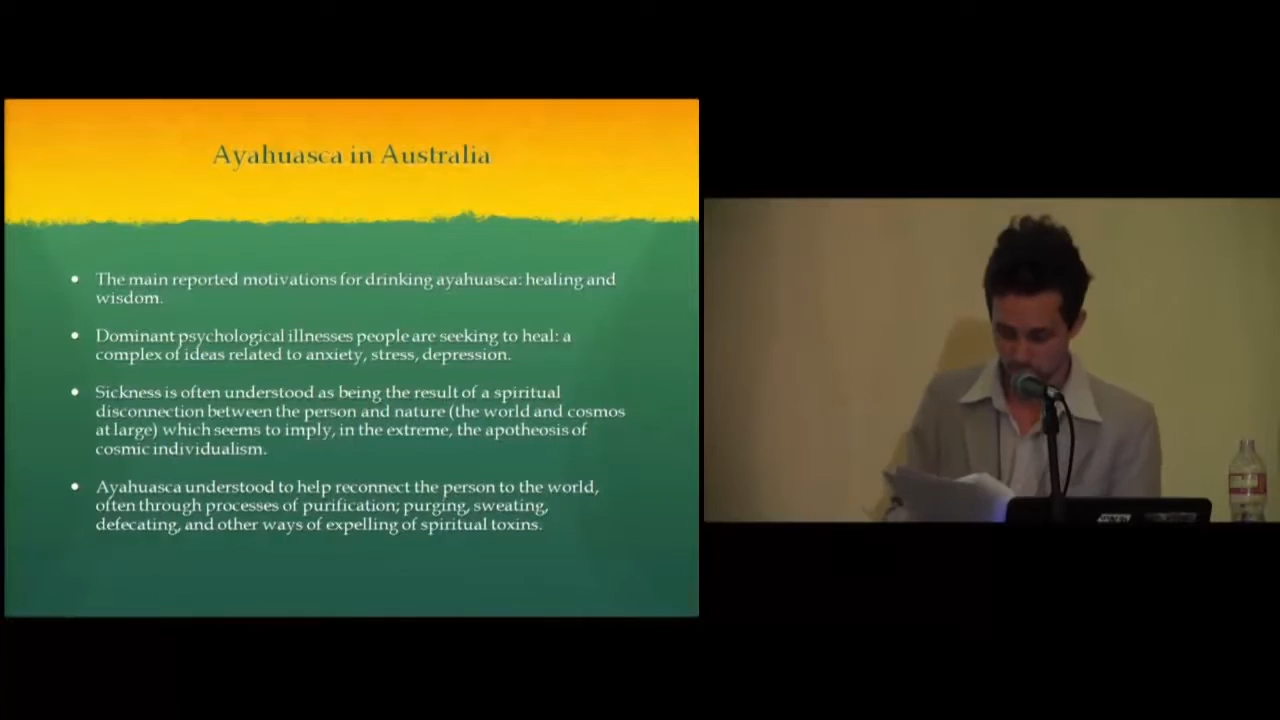 Ayahuasca in Australia
• The main reported motivations for drinking ayahuasca: healing and
wisdom.
• Dominant psychological illnesses people are seeking to heal: a
complex of ideas related to anxiety, stress, depression.
• Sickness is often understood as being the result of a spiritual
disconnection between the person and nature (the world and cosmos
at large) which seems to imply, in the extreme, the apotheosis of
cosmic individualism.
• Ayahuasca understood to help reconnect the person to the world,
often through processes of purification; purging, sweating,
defecating, and other ways of expelling of spiritual toxins.